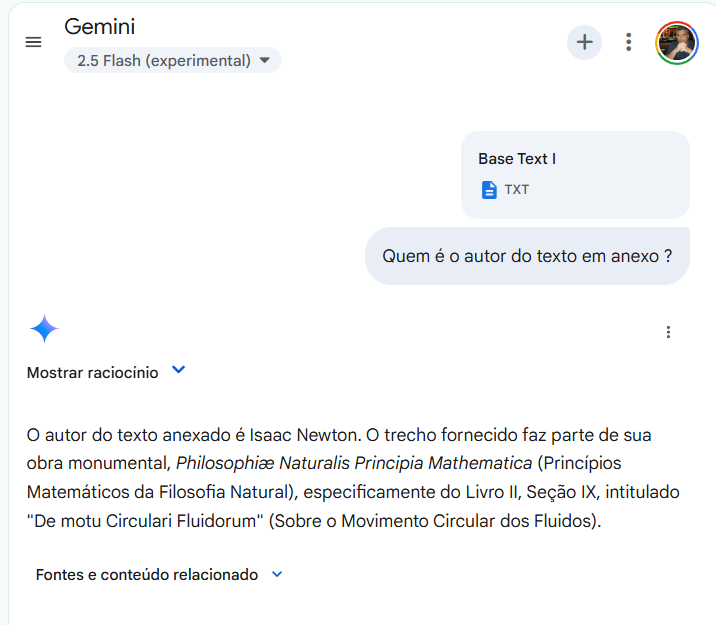 Gemini
2.5 Flash (experimental)
Base Text I
TXT
Quem é o autor do texto em anexo ?
Mostrar raciocínio
O autor do texto anexado é Isaac Newton. O trecho fornecido faz parte de sua
obra monumental, Philosophiæ Naturalis Principia Mathematica (Princípios
Matemáticos da Filosofia Natural), especificamente do Livro II, Seção IX, intitulado
"De motu Circulari Fluidorum" (Sobre o Movimento Circular dos Fluidos).
Fontes e conteúdo relacionado